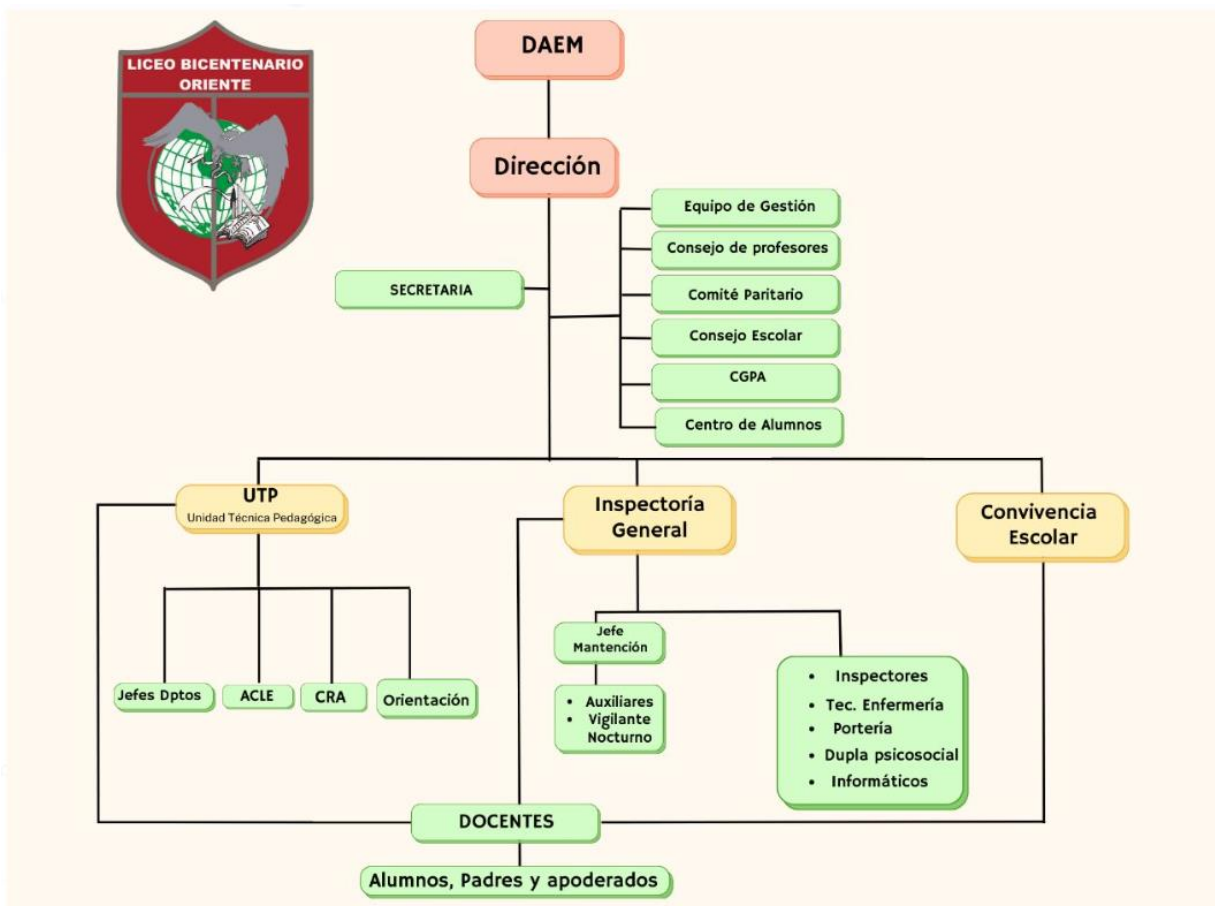 LICEO BICENTENARIO
ORIENTE
DAEM
Dirección
SECRETARIA
Equipo de Gestión
Consejo de profesores
Comité Paritario
Consejo Escolar
CGPA
Centro de Alumnos
UTP
Unidad Técnica Pedagógica
Inspectoría
General
Convivencia
Escolar
Jefes Dptos
ACLE
CRA
Orientación
Jefe
Mantención
• Auxiliares
• Vigilante
Nocturno
• Inspectores
• Tec. Enfermería
• Portería
• Dupla psicosocial
• Informáticos
DOCENTES
Alumnos, Padres y apoderados